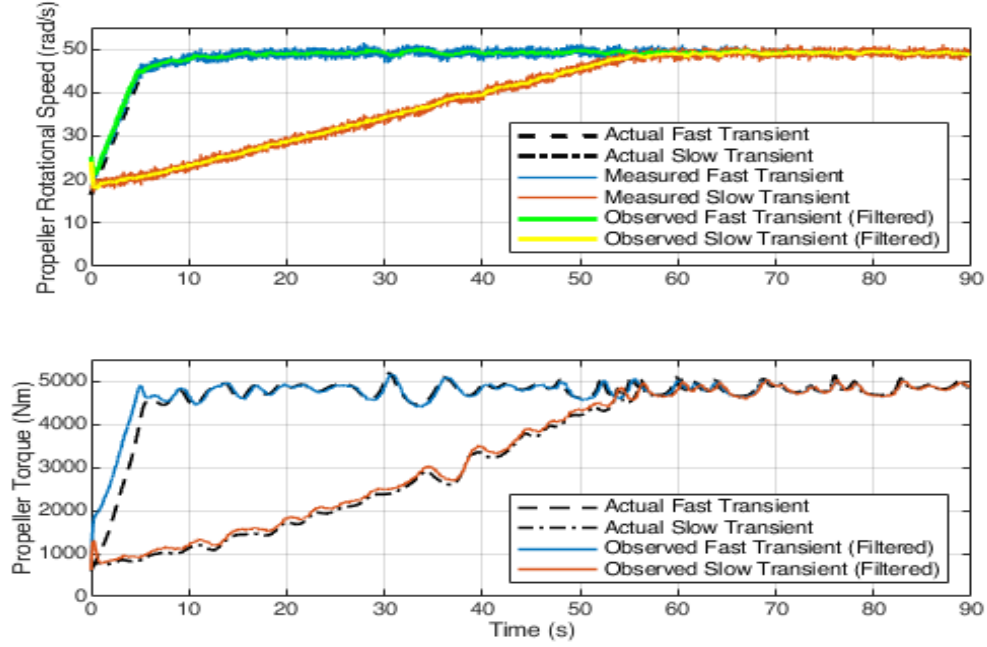 Propeller Rotational Speed (rad/s)
50
40
30
20
10
0
Actual Fast Transient
Actual Slow Transient
Measured Fast Transient
Measured Slow Transient
Observed Fast Transient (Filtered)
Observed Slow Transient (Filtered)
0 10 20 30 40 50 60 70 80 90
Propeller Torque (Nm)
5000
4000
3000
2000
1000
0
Actual Fast Transient
Actual Slow Transient
Observed Fast Transient (Filtered)
Observed Slow Transient (Filtered)
0 10 20 30 40 50 60 70 80 90
Time (s)